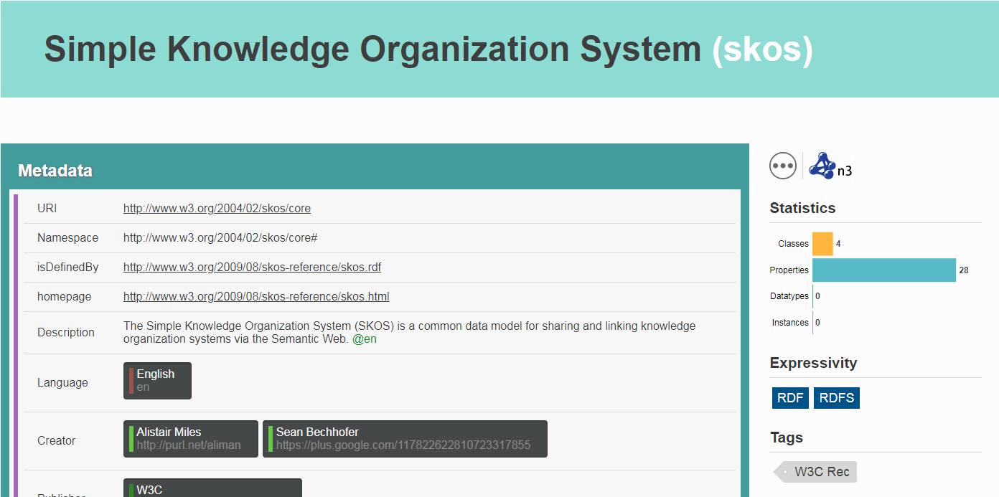 Simple Knowledge Organization System (skos)
Metadata
URI http://www.w3.org/2004/02/skos/core
Namespace http://www.w3.org/2004/02/skos/core#
isDefinedBy http://www.w3.org/2009/08/skos-reference/skos.rdf
homepage http://www.w3.org/2009/08/skos-reference/skos.html
Description The Simple Knowledge Organization System (SKOS) is a common data model for sharing and linking knowledge
organization systems via the Semantic Web. @en
Language English
en
Creator Alistair Miles Sean Bechhofer
http://purl.net/aliman https://plus.google.com/117822622810723317855
Publisher W3C
n3
Statistics
Classes 4
Properties 28
Datatypes 0
Instances 0
Expressivity
RDF RDFS
Tags
W3C Rec